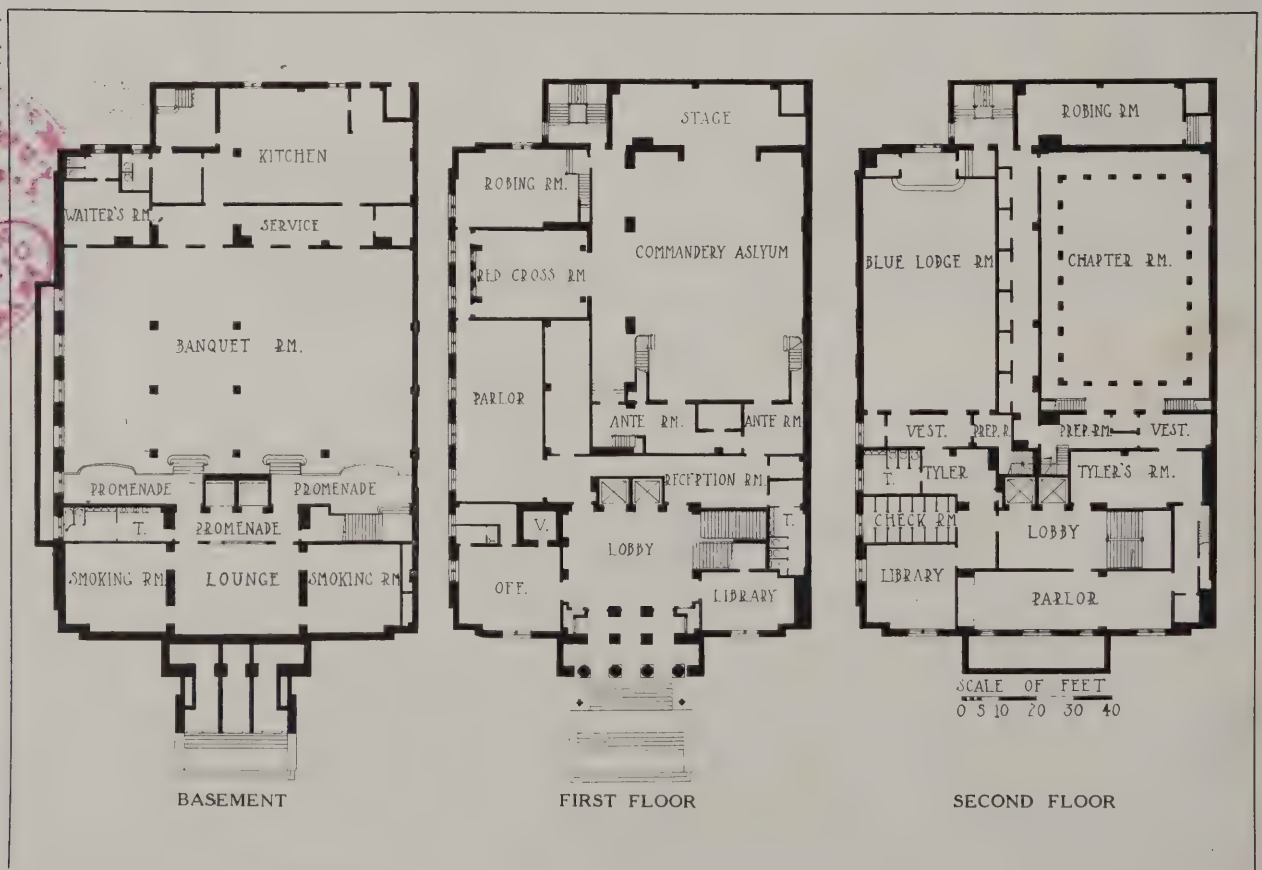 KITCHEN
WAITER'S RM
SERVICE
BANQUET RM.
PROMENADE
PROMENADE
T.
PROMENADE
SMOKING RM
LOUNGE
SMOKING RM
BASEMENT
STAGE
ROBING RM.
COMMANDERY ASLYUM
RED CROSS RM
PARLOR
ANTE RM.
ANTE RM
RECEPTION RM.
V.
T.
LOBBY
OFF.
LIBRARY
FIRST FLOOR
ROBING RM
BLUE LODGE RM
CHAPTER RM.
VEST.
PREP. R.
PREP. RM.
VEST.
T.
TYLER
TYLER'S RM.
CHECK RM
LOBBY
LIBRARY
PARLOR
SCALE OF FEET
0 5 10 20 30 40
SECOND FLOOR